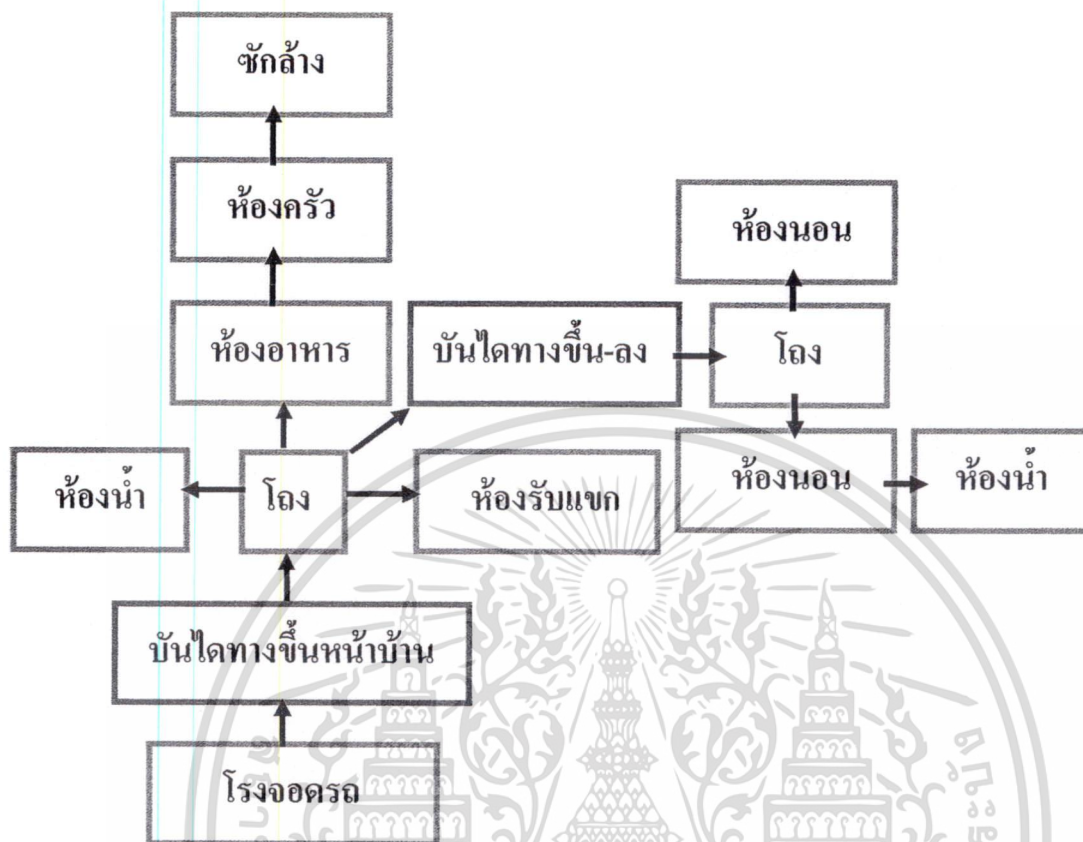 ซักล้าง
ห้องครัว
ห้องนอน
ห้องอาหาร
บันไดทางขึ้น-ลง
โถง
ห้องน้ำ
โถง
ห้องรับแขก
ห้องนอน
ห้องน้ำ
บันไดทางขึ้นหน้าบ้าน
โรงจอดรถ